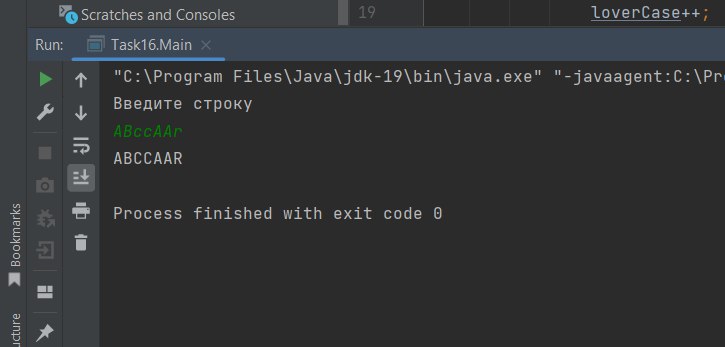 Scratches and Consoles
19
loverCase++;
Run:
Task16.Main
"C:\Program Files\Java\jdk-19\bin\java.exe" "-javaagent:C:\Pr
Введите строку
ABccAAr
ABCCAAR
Process finished with exit code 0
Bookmarks
ucture